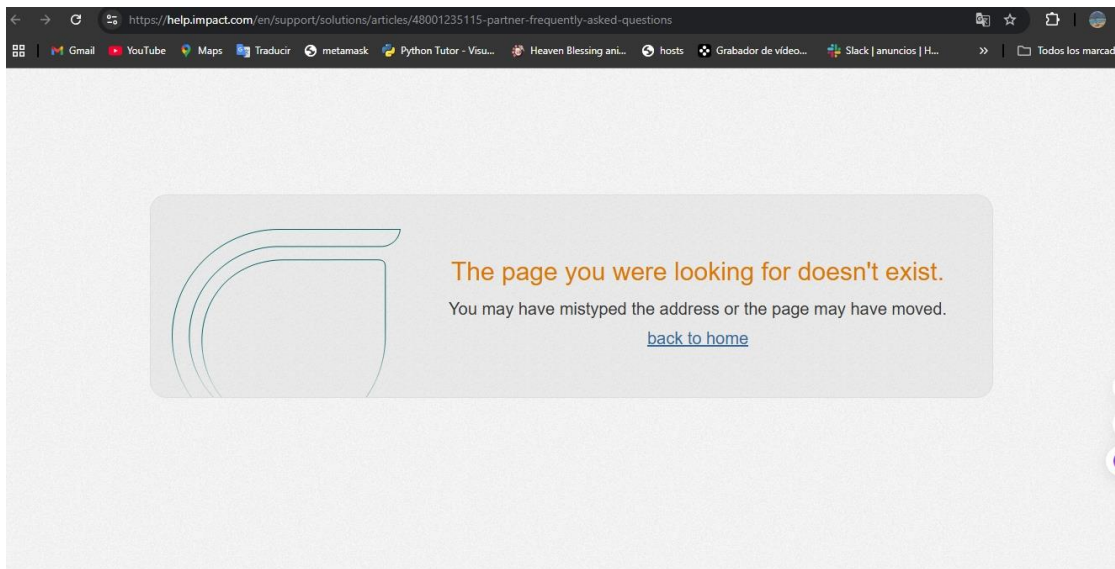 https://help.impact.com/en/support/solutions/articles/48001235115-partner-frequently-asked-questions
Gmail YouTube Maps Traducir metamask Python Tutor - Visu... Heaven Blessing ani... hosts Grabador de vídeo... Slack | anuncios | H... » Todos los marcad
The page you were looking for doesn't exist.
You may have mistyped the address or the page may have moved.
back to home